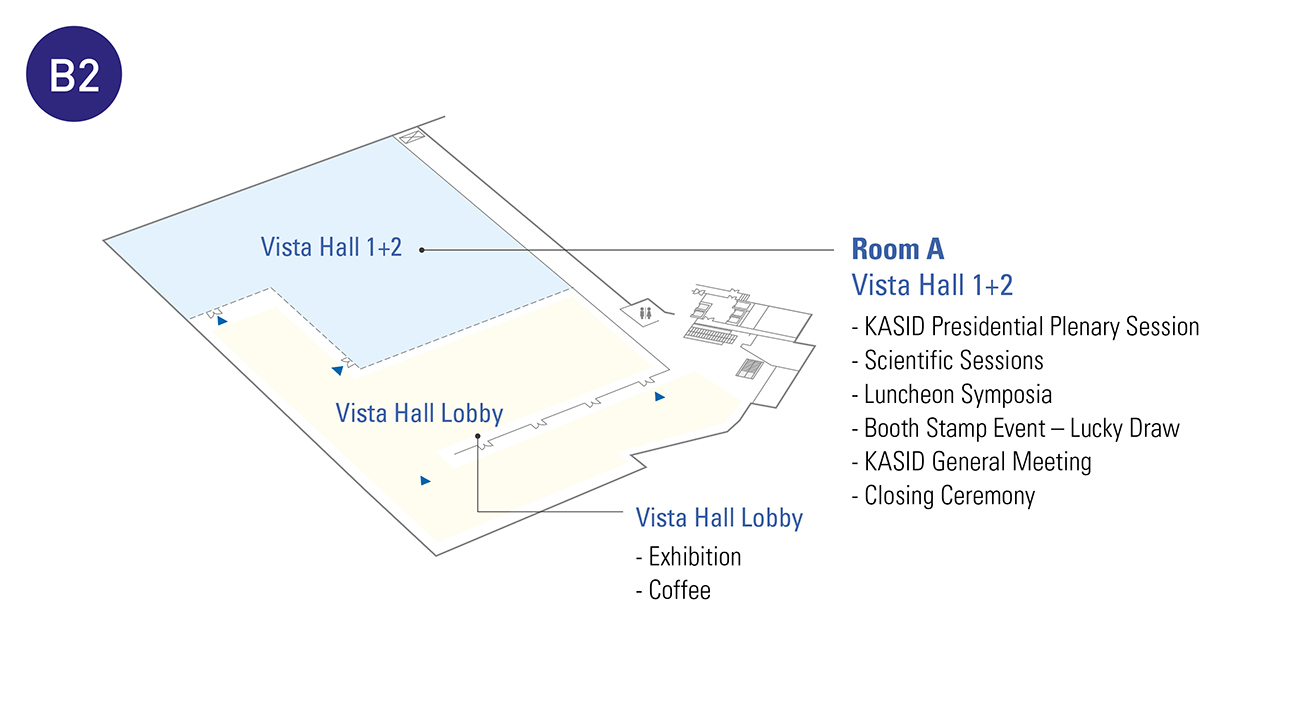 B2
Vista Hall 1+2
Room A
Vista Hall 1+2
- KASID Presidential Plenary Session
- Scientific Sessions
- Luncheon Symposia
- Booth Stamp Event – Lucky Draw
- KASID General Meeting
- Closing Ceremony
Vista Hall Lobby
Vista Hall Lobby
- Exhibition
- Coffee